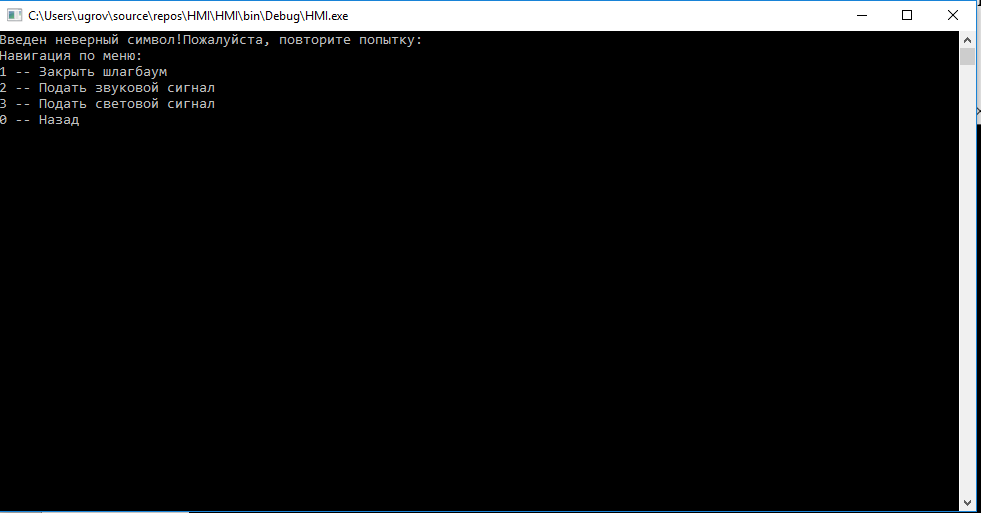 C:\Users\ugrov\source\repos\HMI\HMI\bin\Debug\HMI.exe
Введен неверный символ!Пожалуйста, повторите попытку:
Навигация по меню:
1 -- Закрыть шлагбаум
2 -- Подать звуковой сигнал
3 -- Подать световой сигнал
0 -- Назад